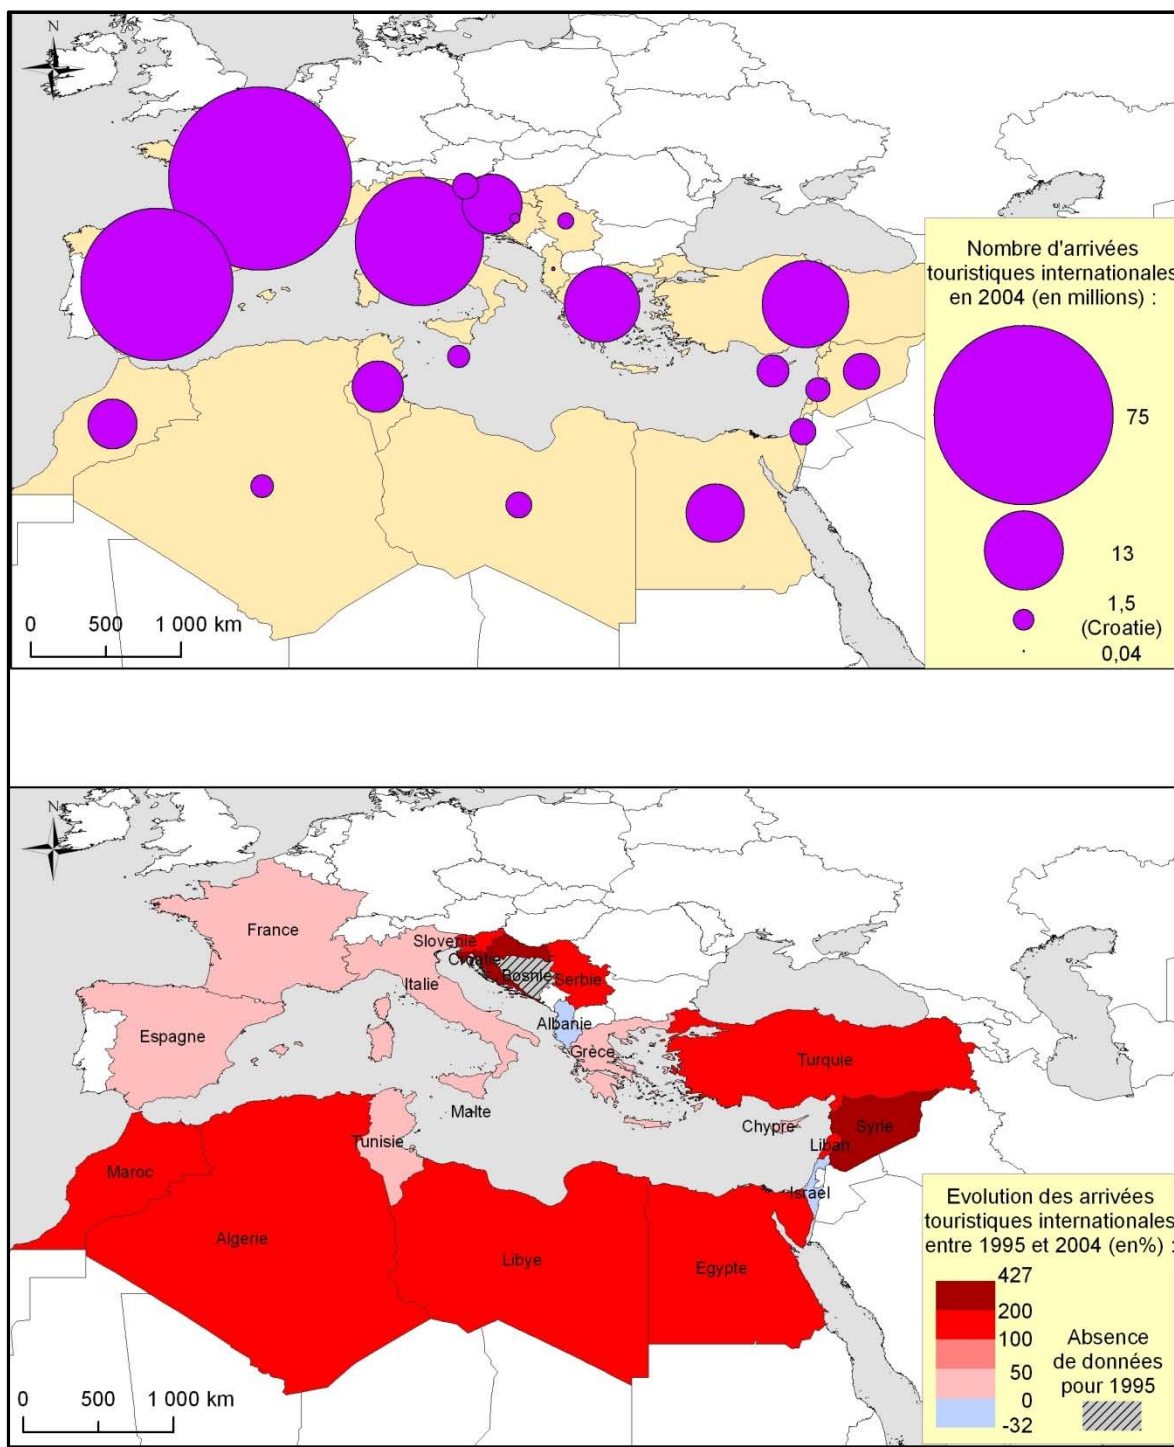 N
Nombre d'arrivées
touristiques internationales
en 2004 (en millions) :
75
13
1,5
(Croatie)
0,04
0 500 1 000 km
N
France
Slovenie
Croatie
Bosnie
Serbie
Italie
Espagne
Albanie
Grèce
Turquie
Malte
Chypre
Syrie
Liban
Tunisie
Maroc
Israel
Algerie
Libye
Egypte
Evolution des arrivées
touristiques internationales
entre 1995 et 2004 (en%) :
427
200
100
50
0
-32
Absence
de données
pour 1995
0 500 1 000 km